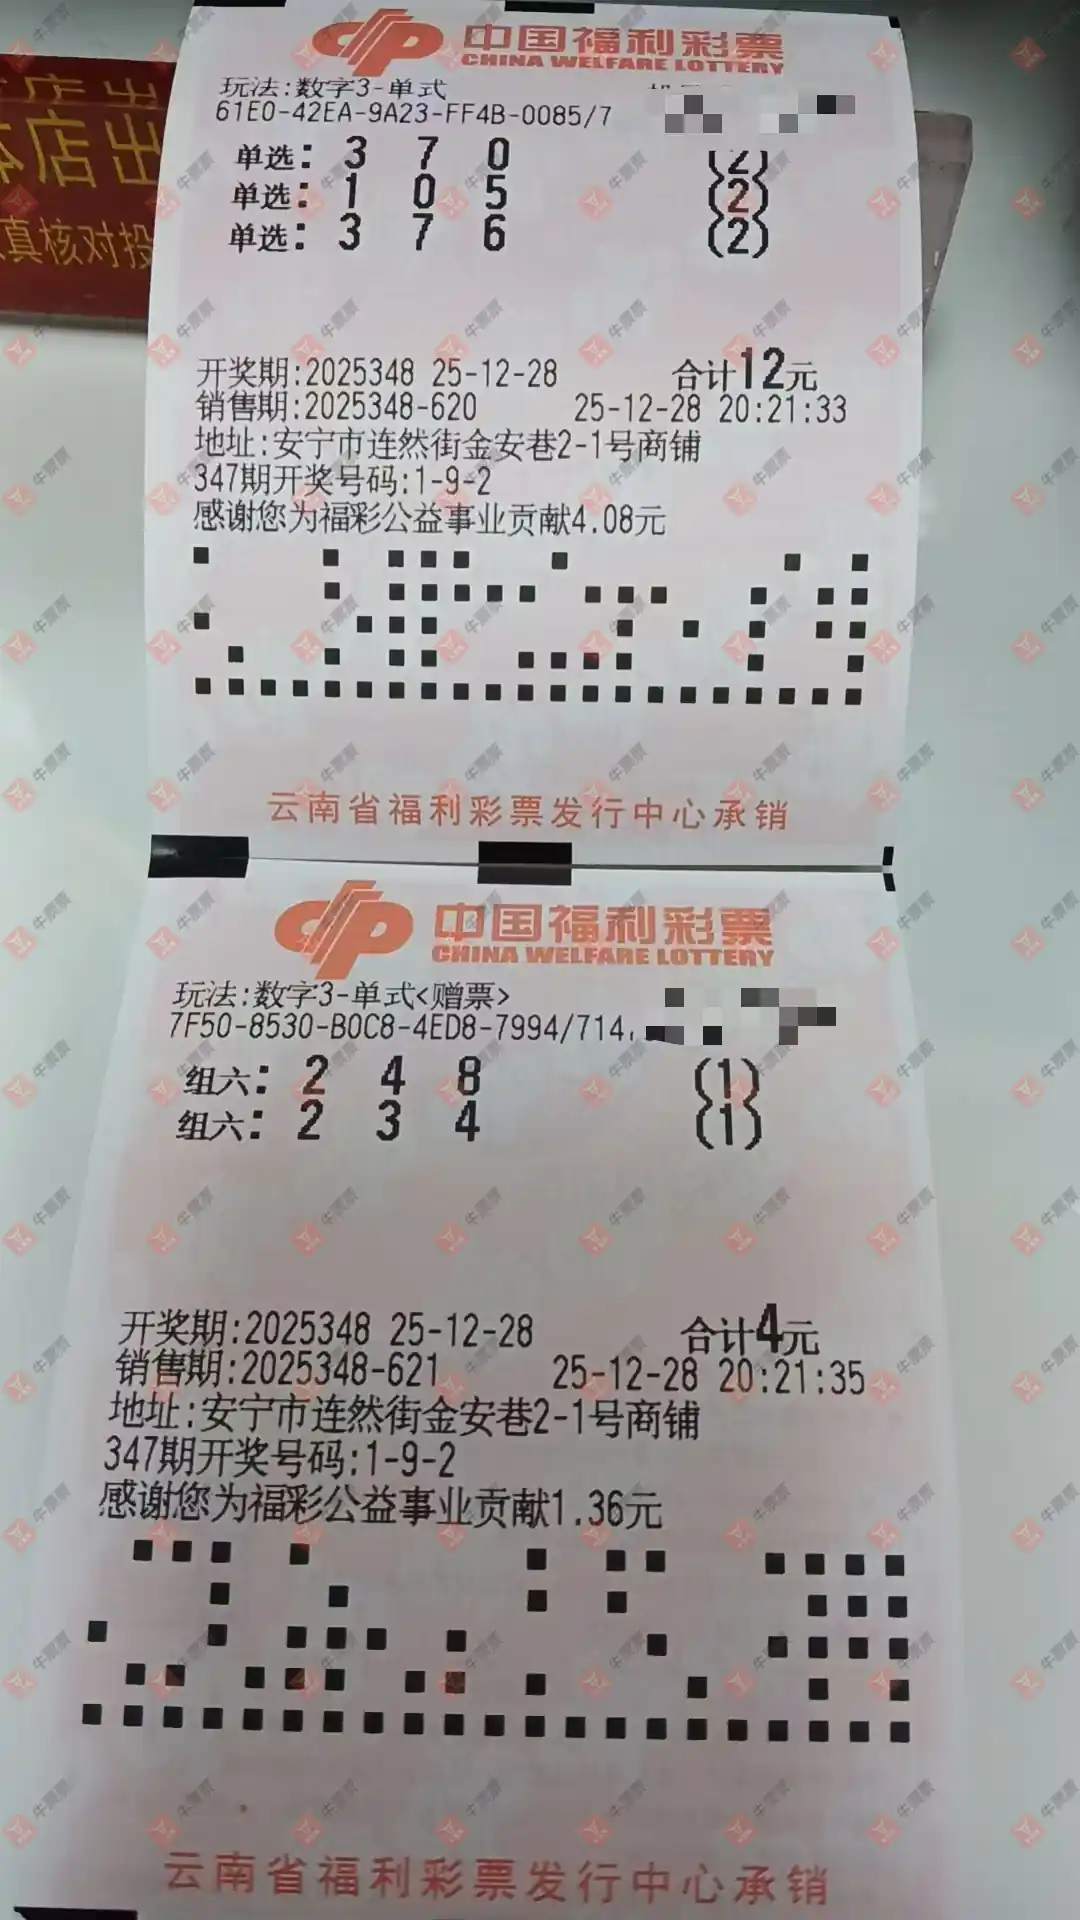 中国福利彩票
CHINA WELFARE LOTTERY
玩法:数字3-单式
61E0-42EA-9A23-FF4B-0085/7
单选: 3 7 0 (2)
单选: 1 0 5 (2)
单选: 3 7 6 (2)
本店出
真核对投
开奖期:2025348 25-12-28 合计12元
销售期:2025348-620 25-12-28 20:21:33
地址:安宁市连然街金安巷2-1号商铺
347期开奖号码:1-9-2
感谢您为福彩公益事业贡献4.08元
云南省福利彩票发行中心承销
中国福利彩票
CHINA WELFARE LOTTERY
玩法:数字3-单式<赠票>
7F50-8530-B0C8-4ED8-7994/714
组六: 2 4 8 (1)
组六: 2 3 4 (1)
开奖期:2025348 25-12-28 合计4元
销售期:2025348-621 25-12-28 20:21:35
地址:安宁市连然街金安巷2-1号商铺
347期开奖号码:1-9-2
感谢您为福彩公益事业贡献1.36元
云南省福利彩票发行中心承销
牛票票